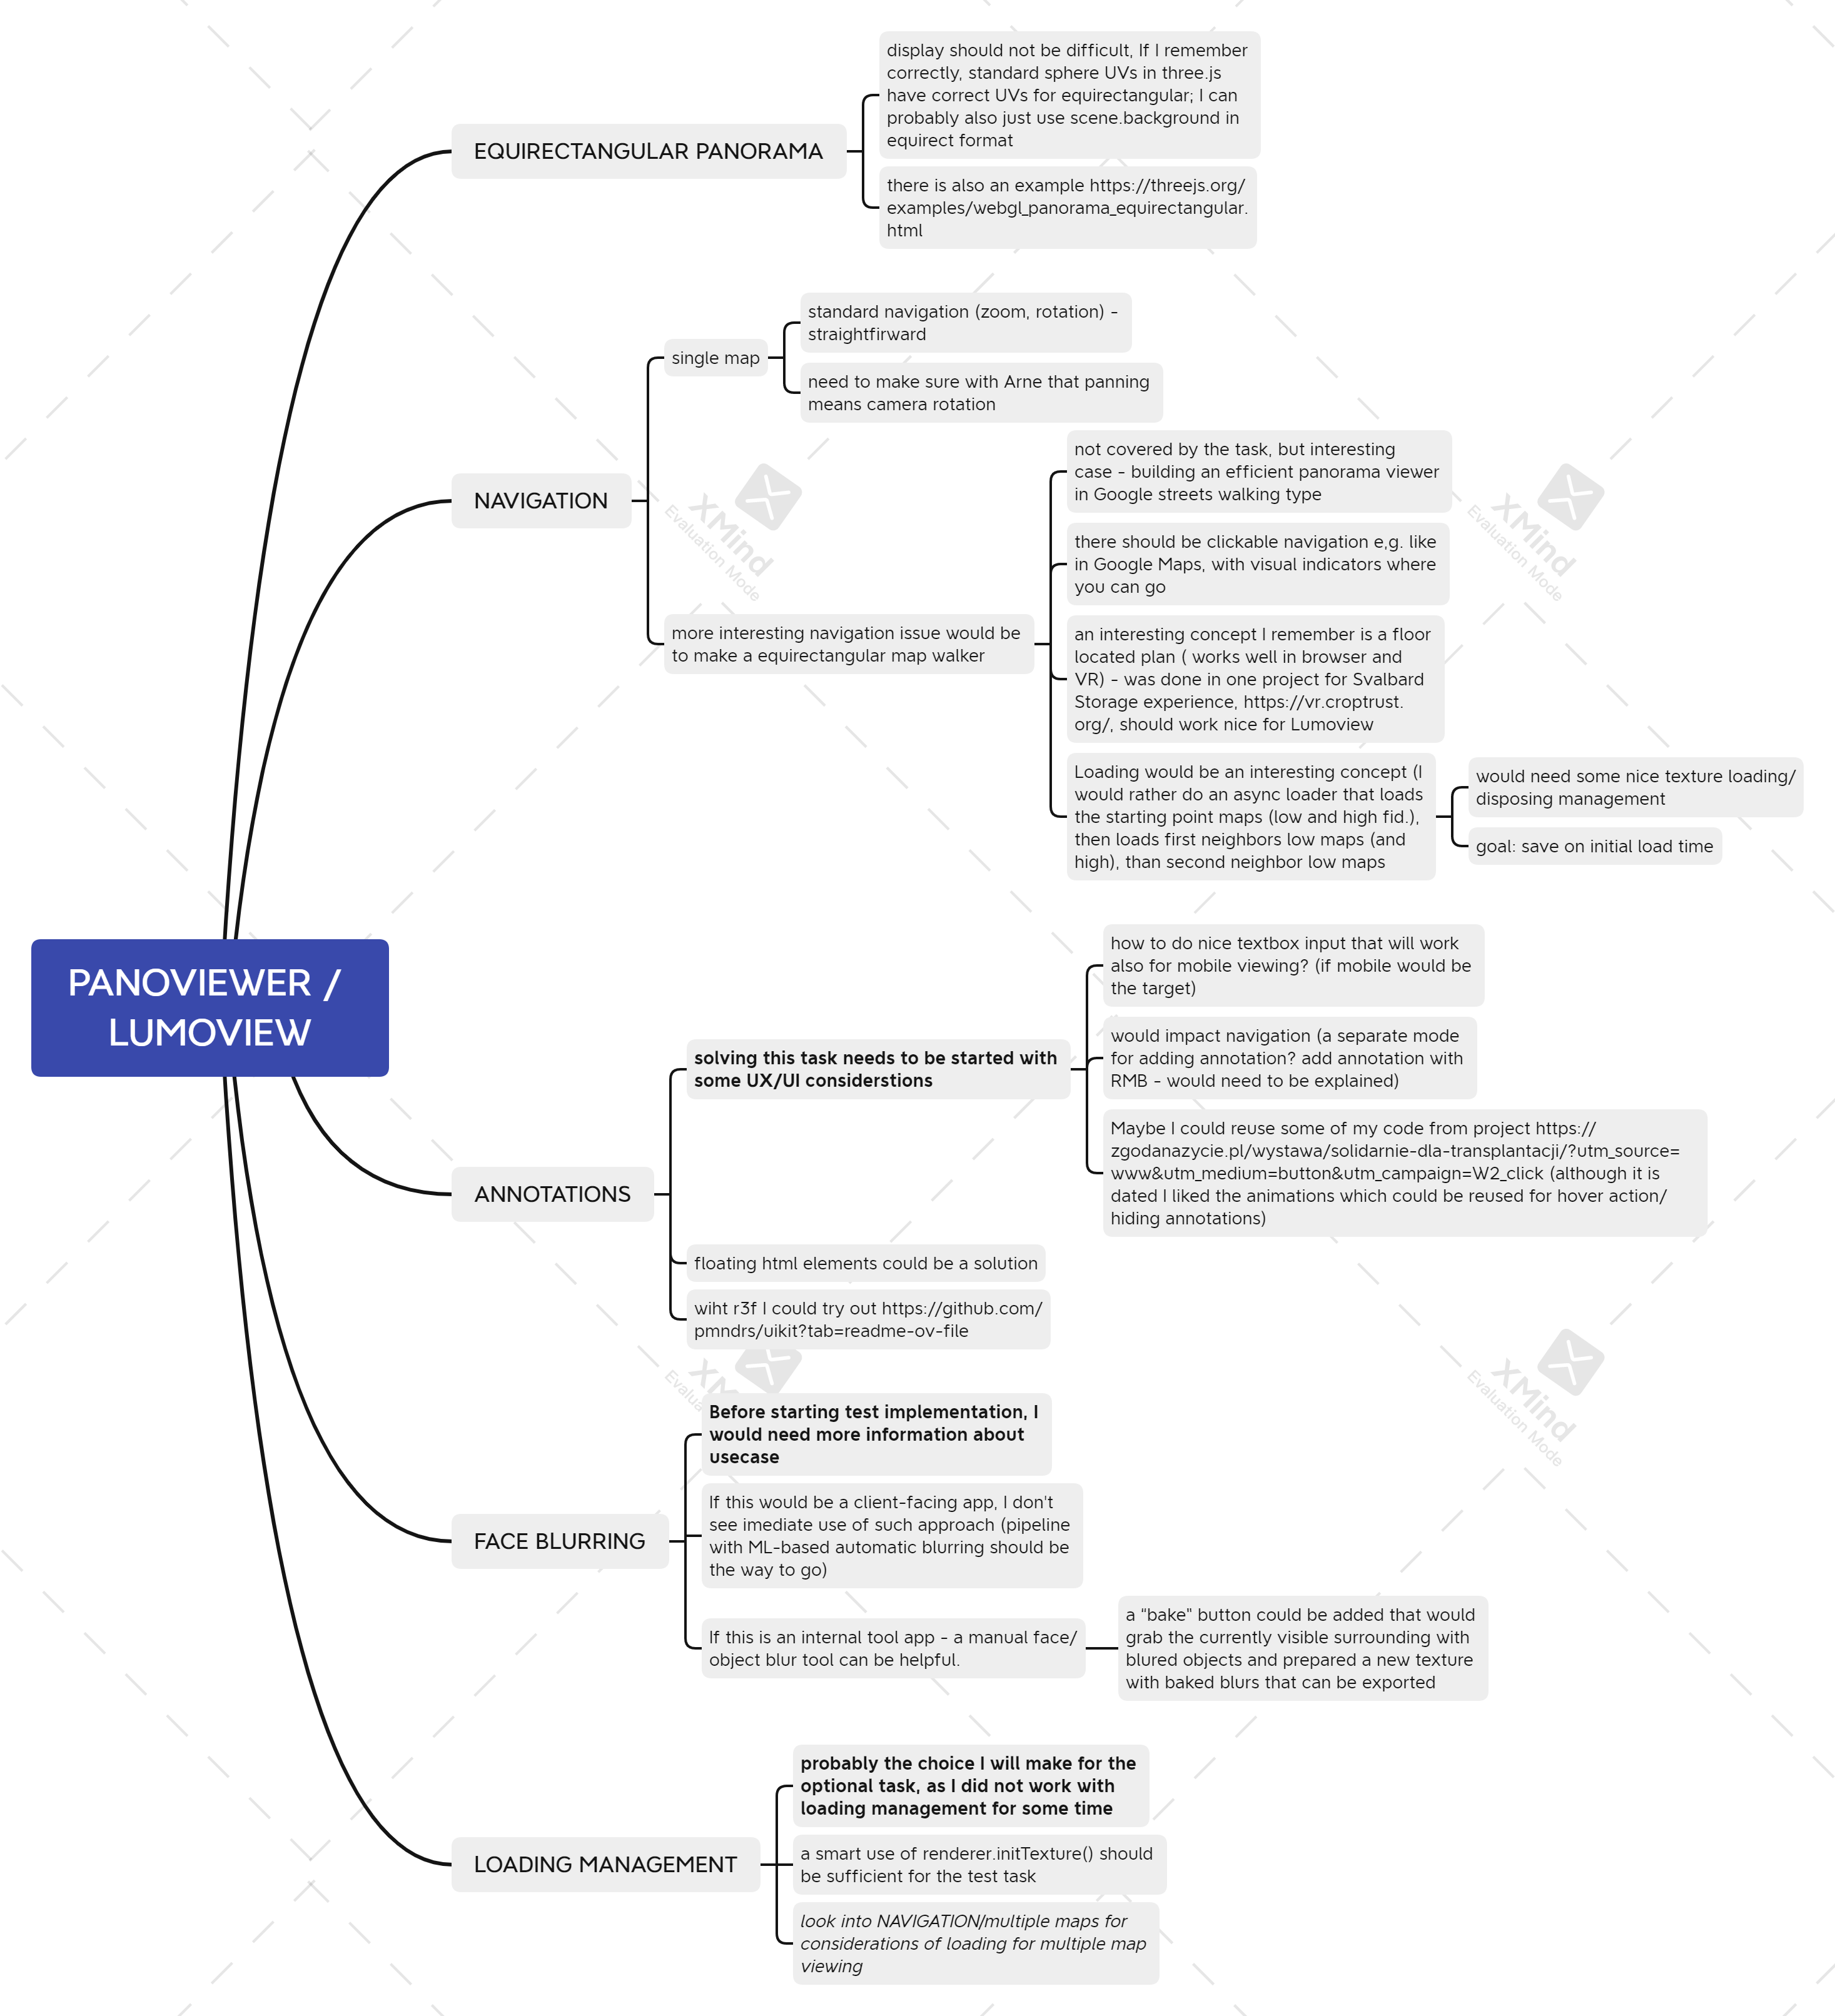 display should not be difficult, If I remember
correctly, standard sphere UVs in three.js
have correct UVs for equirectangular; I can
probably also just use scene.background in
equirect format
EQUIRECTANGULAR PANORAMA
there is also an example https://threejs.org/
examples/webgl_panorama_equirectangular.
html
standard navigation (zoom, rotation) -
straightfirward
single map
need to make sure with Arne that panning
means camera rotation
NAVIGATION
not covered by the task, but interesting
case - building an efficient panorama viewer
in Google streets walking type
there should be clickable navigation e,g. like
in Google Maps, with visual indicators where
you can go
more interesting navigation issue would be
to make a equirectangular map walker
an interesting concept I remember is a floor
located plan ( works well in browser and
VR) - was done in one project for Svalbard
Storage experience, https://vr.croptrust.
org/, should work nice for Lumoview
Loading would be an interesting concept (I
would rather do an async loader that loads
the starting point maps (low and high fid.),
then loads first neighbors low maps (and
high), than second neighbor low maps
would need some nice texture loading/
disposing management
goal: save on initial load time
PANOVIEWER /
LUMOVIEW
how to do nice textbox input that will work
also for mobile viewing? (if mobile would be
the target)
solving this task needs to be started with
some UX/UI considerstions
would impact navigation (a separate mode
for adding annotation? add annotation with
RMB - would need to be explained)
Maybe I could reuse some of my code from project https://
zgodanazycie.pl/wystawa/solidarnie-dla-transplantacji/?utm_source=
www&utm_medium=button&utm_campaign=W2_click (although it is
dated I liked the animations which could be reused for hover action/
hiding annotations)
ANNOTATIONS
floating html elements could be a solution
wiht r3f I could try out https://github.com/
pmndrs/uikit?tab=readme-ov-file
Before starting test implementation, I
would need more information about
usecase
If this would be a client-facing app, I don't
see imediate use of such approach (pipeline
with ML-based automatic blurring should be
the way to go)
FACE BLURRING
If this is an internal tool app - a manual face/
object blur tool can be helpful.
a "bake" button could be added that would
grab the currently visible surrounding with
blured objects and prepared a new texture
with baked blurs that can be exported
probably the choice I will make for the
optional task, as I did not work with
loading management for some time
LOADING MANAGEMENT
a smart use of renderer.initTexture() should
be sufficient for the test task
look into NAVIGATION/multiple maps for
considerations of loading for multiple map
viewing
XMind
Evaluation Mode
XMind
Evaluation Mode
XMind
Evaluation Mode